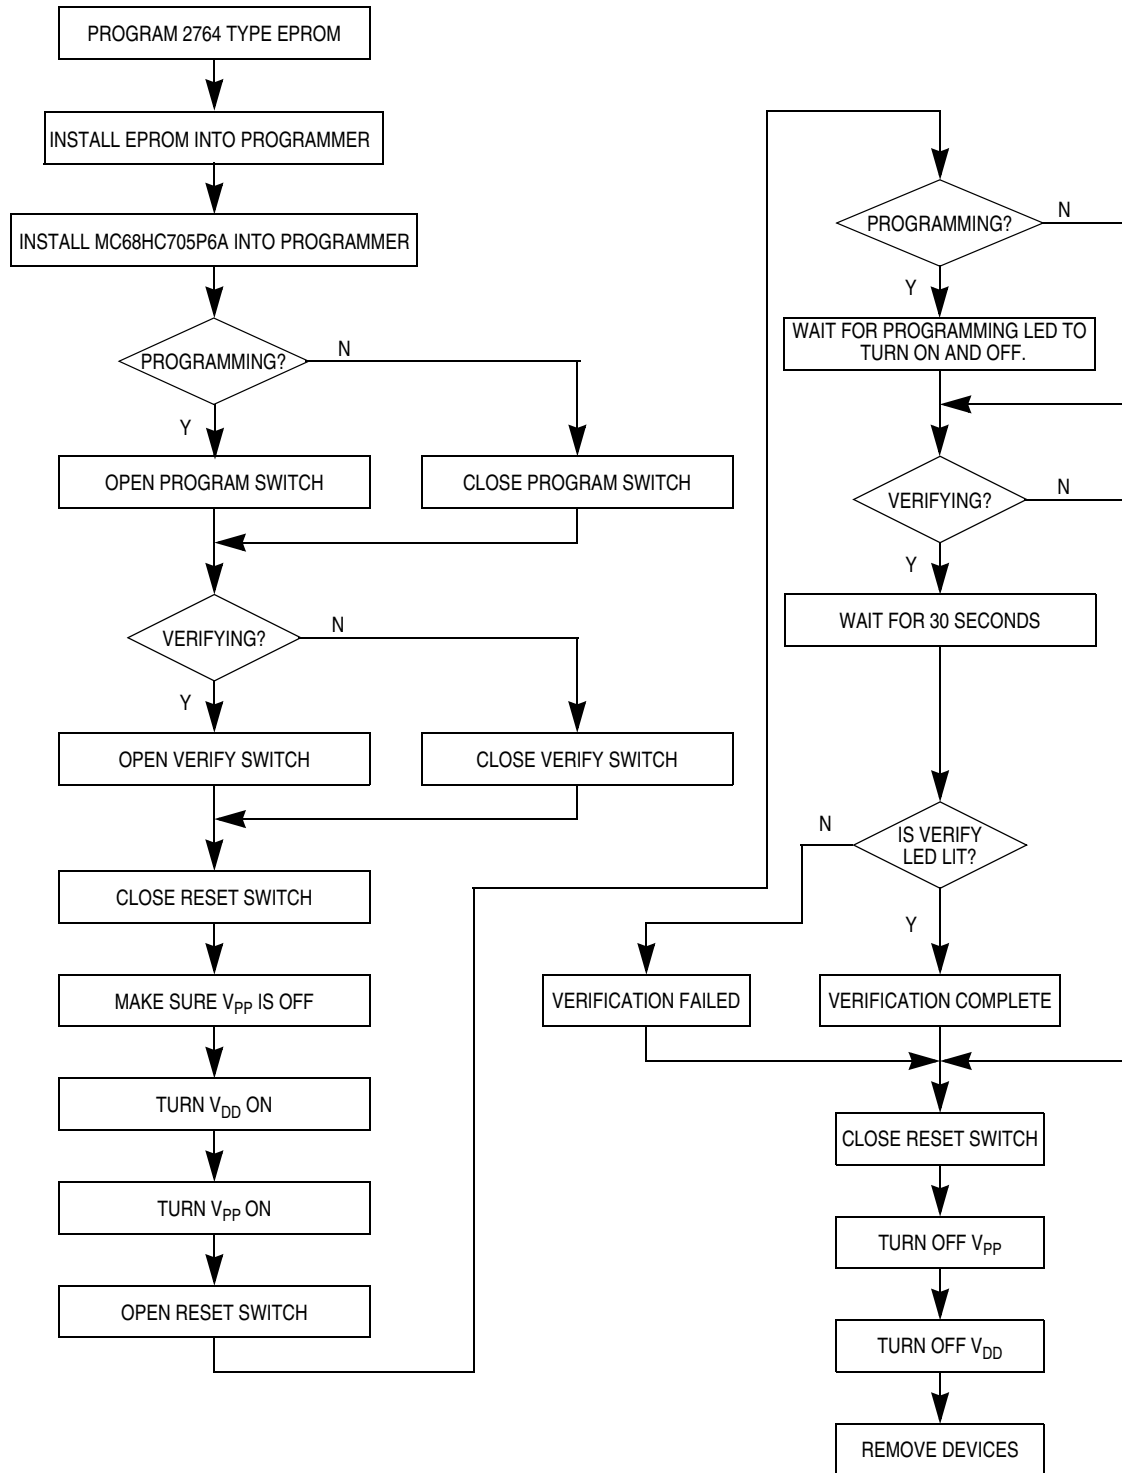 PROGRAM 2764 TYPE EPROM
INSTALL EPROM INTO PROGRAMMER
INSTALL MC68HC705P6A INTO PROGRAMMER
PROGRAMMING?
N
Y
OPEN PROGRAM SWITCH
CLOSE PROGRAM SWITCH
VERIFYING?
N
Y
OPEN VERIFY SWITCH
CLOSE VERIFY SWITCH
CLOSE RESET SWITCH
MAKE SURE VPP IS OFF
TURN VDD ON
TURN VPP ON
OPEN RESET SWITCH
PROGRAMMING?
N
Y
WAIT FOR PROGRAMMING LED TO
TURN ON AND OFF.
VERIFYING?
N
Y
WAIT FOR 30 SECONDS
IS VERIFY
LED LIT?
N
Y
VERIFICATION FAILED
VERIFICATION COMPLETE
CLOSE RESET SWITCH
TURN OFF VPP
TURN OFF VDD
REMOVE DEVICES